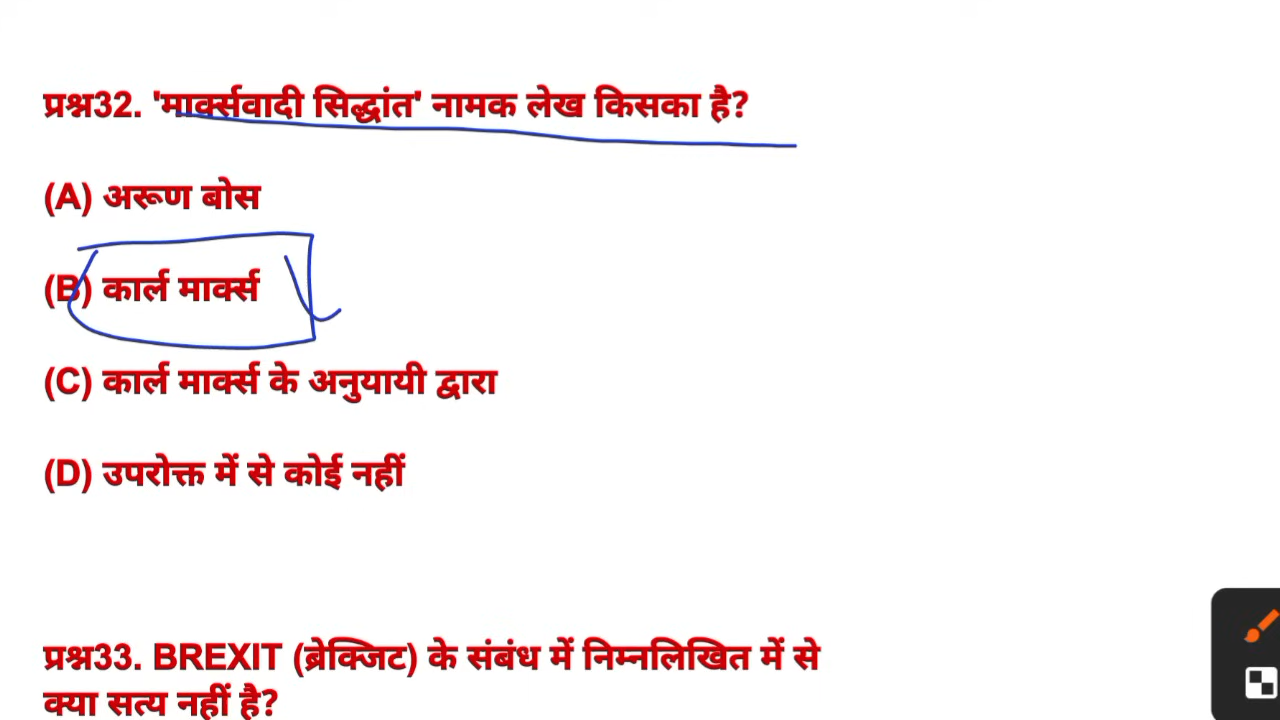 प्रश्न32. 'मार्क्सवादी सिद्धांत' नामक लेख किसका है?
(A) अरूण बोस
(B) कार्ल मार्क्स
(C) कार्ल मार्क्स के अनुयायी द्वारा
(D) उपरोक्त में से कोई नहीं
प्रश्न33. BREXIT (ब्रेक्जिट) के संबंध में निम्नलिखित में से
क्या सत्य नहीं है?